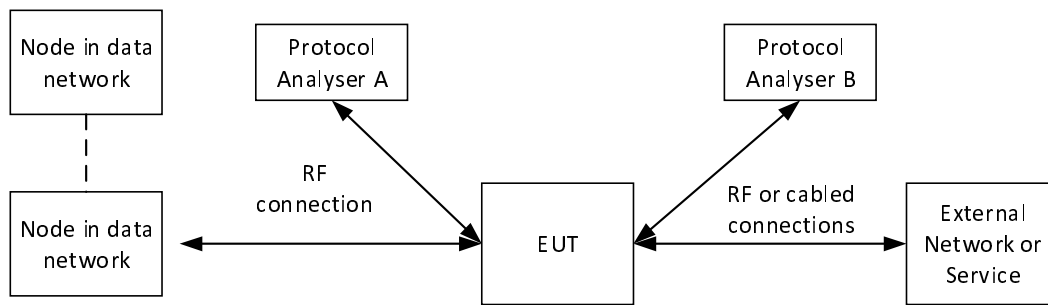 Node in data
network
Protocol
Analyser A
Protocol
Analyser B
RF
connection
Node in data
network
EUT
RF or cabled
connections
External
Network or
Service